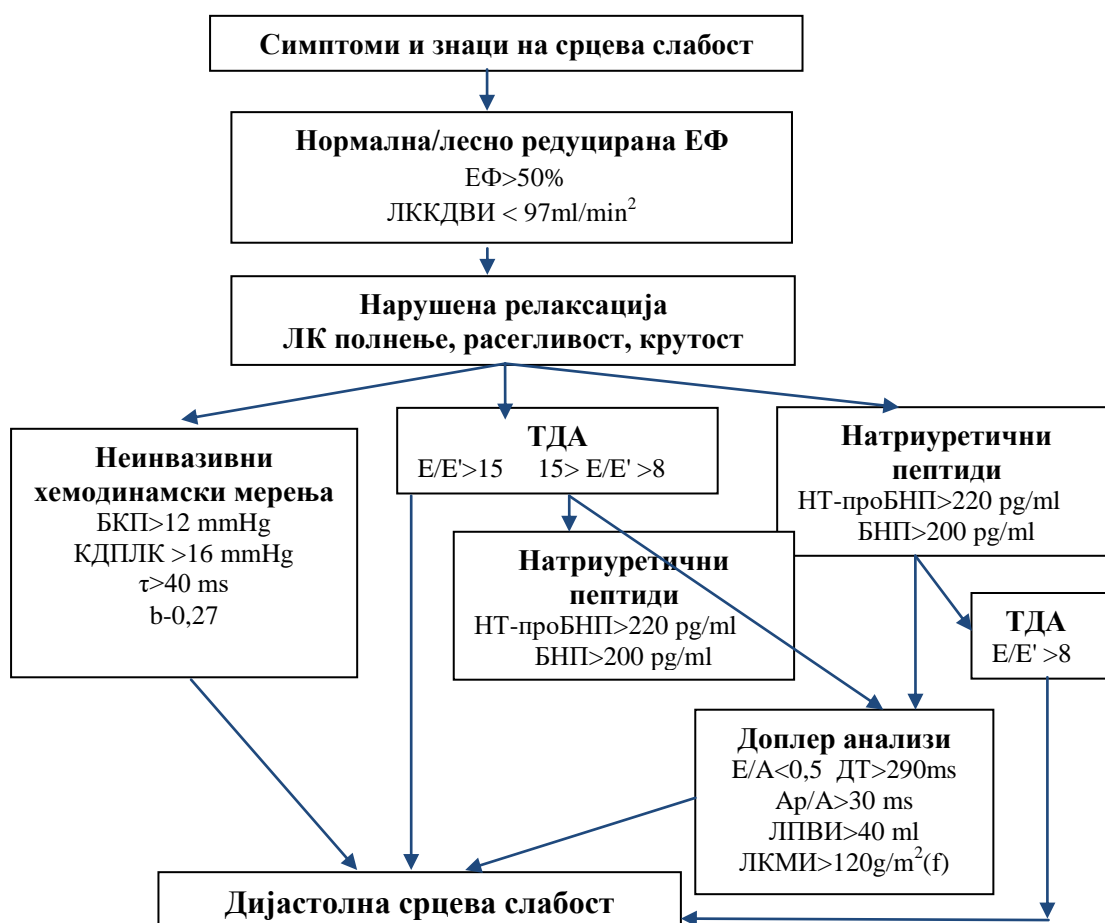 Симптоми и знаци на срцева слабост
Нормална/лесно редуцирана ЕФ
ЕФ>50%
ЛККДВИ < 97ml/min²
Нарушена релаксација
ЛК полнење, расегливост, крутост
Неинвазивни
хемодинамски мерења
БКП>12 mmHg
КДПЛК >16 mmHg
τ>40 ms
b-0,27
ТДА
E/E'>15 15> E/E' >8
Натриуретични
пептиди
НТ-проБНП>220 pg/ml
БНП>200 pg/ml
Натриуретични
пептиди
НТ-проБНП>220 pg/ml
БНП>200 pg/ml
ТДА
E/E' >8
Доплер анализи
E/A<0,5 ДТ>290ms
Ар/А>30 ms
ЛПВИ>40 ml
ЛКМИ>120g/m²(f)
Дијастолна срцева слабост